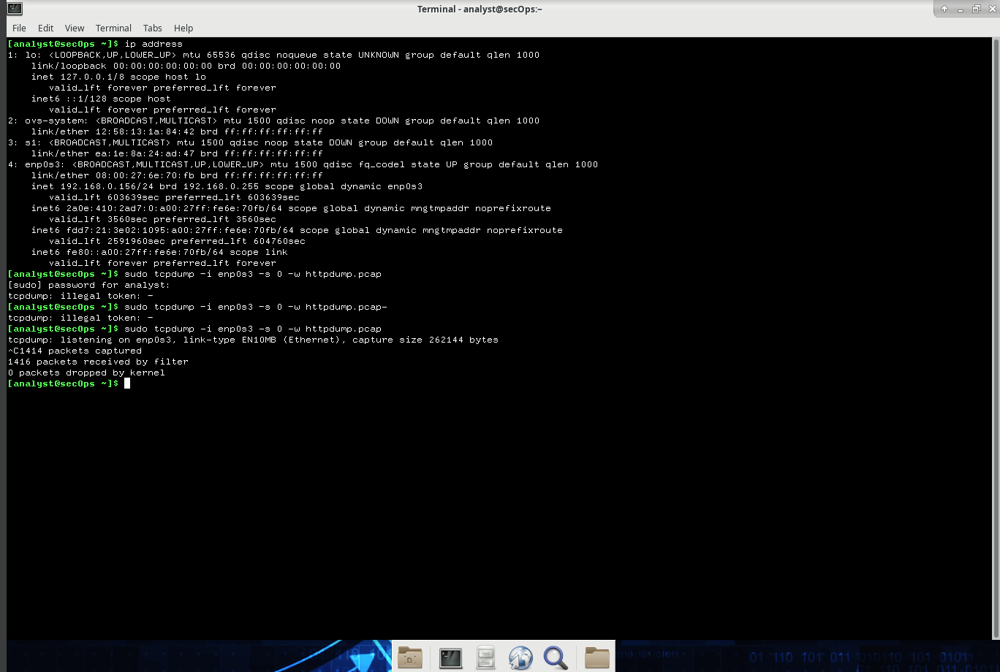 Terminal - analyst@secOps:~
File Edit View Terminal Tabs Help
[analyst@secOps ~]$ ip address
1: lo: <LOOPBACK,UP,LOWER_UP> mtu 65536 qdisc noqueue state UNKNOWN group default qlen 1000
    link/loopback 00:00:00:00:00:00 brd 00:00:00:00:00:00
    inet 127.0.0.1/8 scope host lo
       valid_lft forever preferred_lft forever
    inet6 ::1/128 scope host
       valid_lft forever preferred_lft forever
2: ovs-system: <BROADCAST,MULTICAST> mtu 1500 qdisc noop state DOWN group default qlen 1000
    link/ether 12:58:13:1a:84:42 brd ff:ff:ff:ff:ff:ff
3: s1: <BROADCAST,MULTICAST> mtu 1500 qdisc noop state DOWN group default qlen 1000
    link/ether ea:1e:8a:24:ad:47 brd ff:ff:ff:ff:ff:ff
4: enp0s3: <BROADCAST,MULTICAST,UP,LOWER_UP> mtu 1500 qdisc fq_codel state UP group default qlen 1000
    link/ether 08:00:27:6e:70:fb brd ff:ff:ff:ff:ff:ff
    inet 192.168.0.156/24 brd 192.168.0.255 scope global dynamic enp0s3
       valid_lft 603639sec preferred_lft 603639sec
    inet6 2a0e:410:2ad7:0:a00:27ff:fe6e:70fb/64 scope global dynamic mngtmpaddr noprefixroute
       valid_lft 3560sec preferred_lft 3560sec
    inet6 fdd7:21:3e02:1095:a00:27ff:fe6e:70fb/64 scope global dynamic mngtmpaddr noprefixroute
       valid_lft 2591960sec preferred_lft 604760sec
    inet6 fe80::a00:27ff:fe6e:70fb/64 scope link
       valid_lft forever preferred_lft forever
[analyst@secOps ~]$ sudo tcpdump -i enp0s3 -s 0 -w httpdump.pcap
[sudo] password for analyst:
tcpdump: illegal token: -
[analyst@secOps ~]$ sudo tcpdump -i enp0s3 -s 0 -w httpdump.pcap-
tcpdump: illegal token: -
[analyst@secOps ~]$ sudo tcpdump -i enp0s3 -s 0 -w httpdump.pcap
tcpdump: listening on enp0s3, link-type EN10MB (Ethernet), capture size 262144 bytes
^C1414 packets captured
1416 packets received by filter
0 packets dropped by kernel
[analyst@secOps ~]$